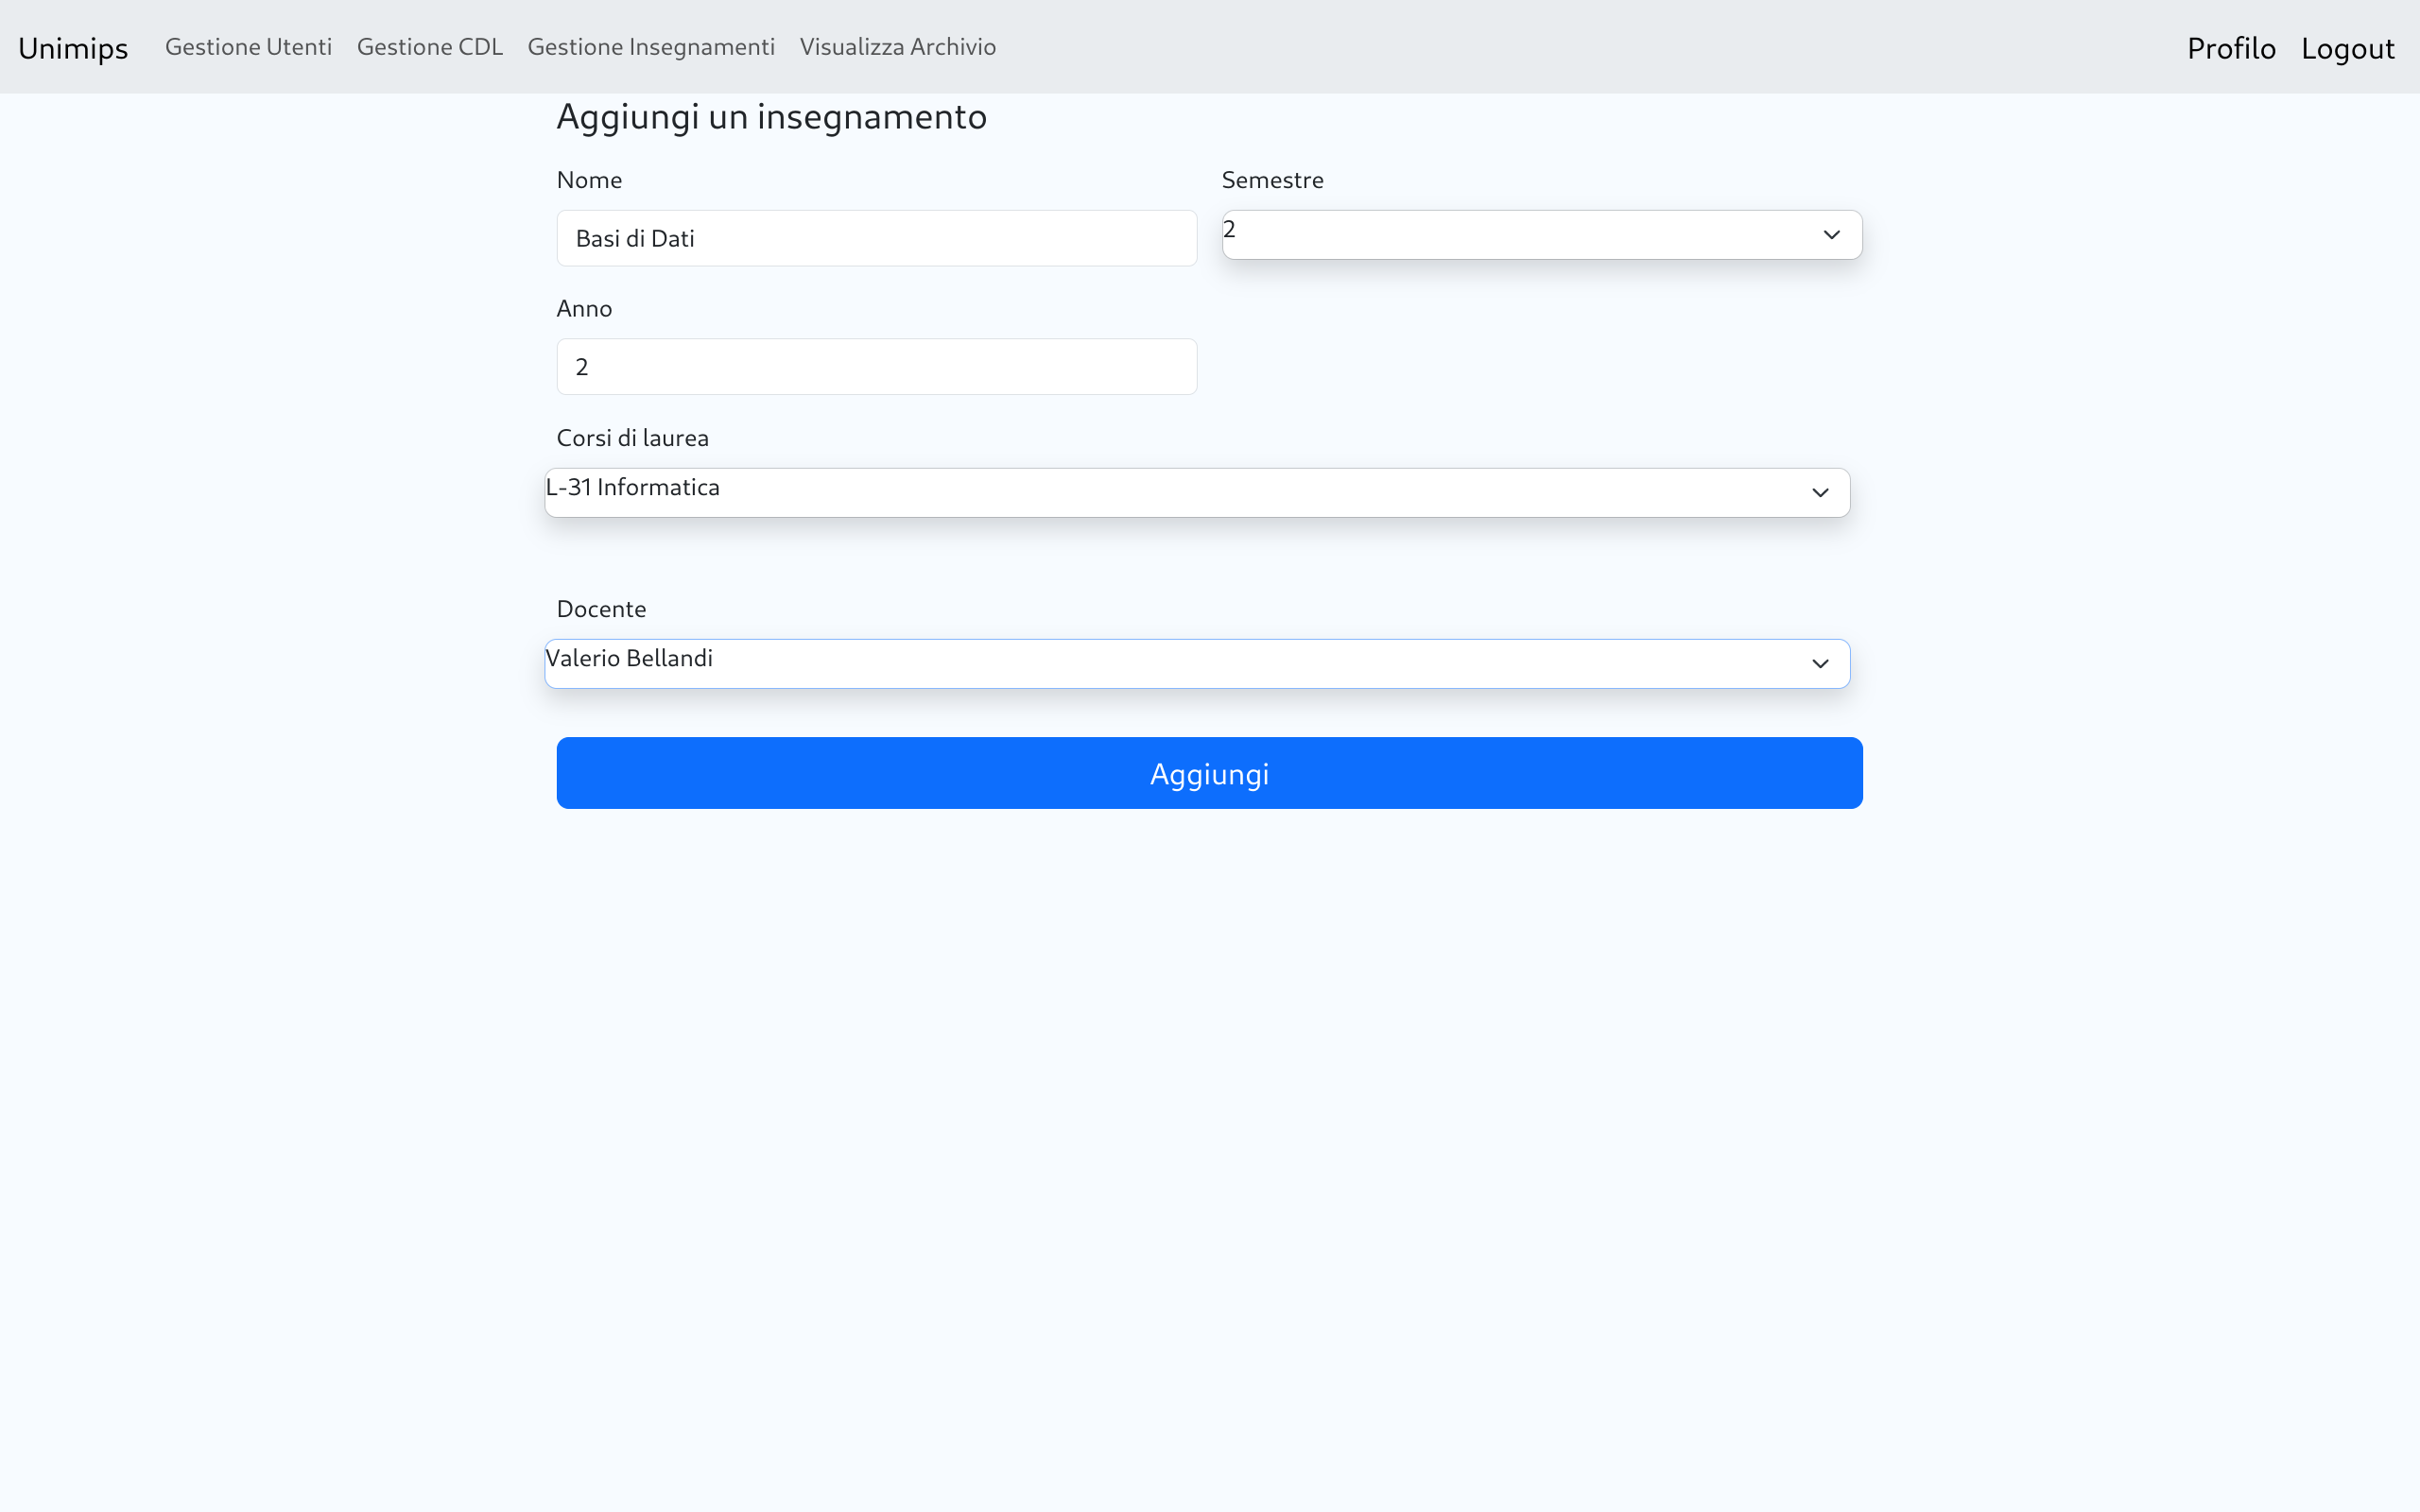 Unimips Gestione Utenti Gestione CDL Gestione Insegnamenti Visualizza Archivio Profilo Logout
Aggiungi un insegnamento
Nome Semestre
Basi di Dati 2
Anno
2
Corsi di laurea
L-31 Informatica
Docente
Valerio Bellandi
Aggiungi